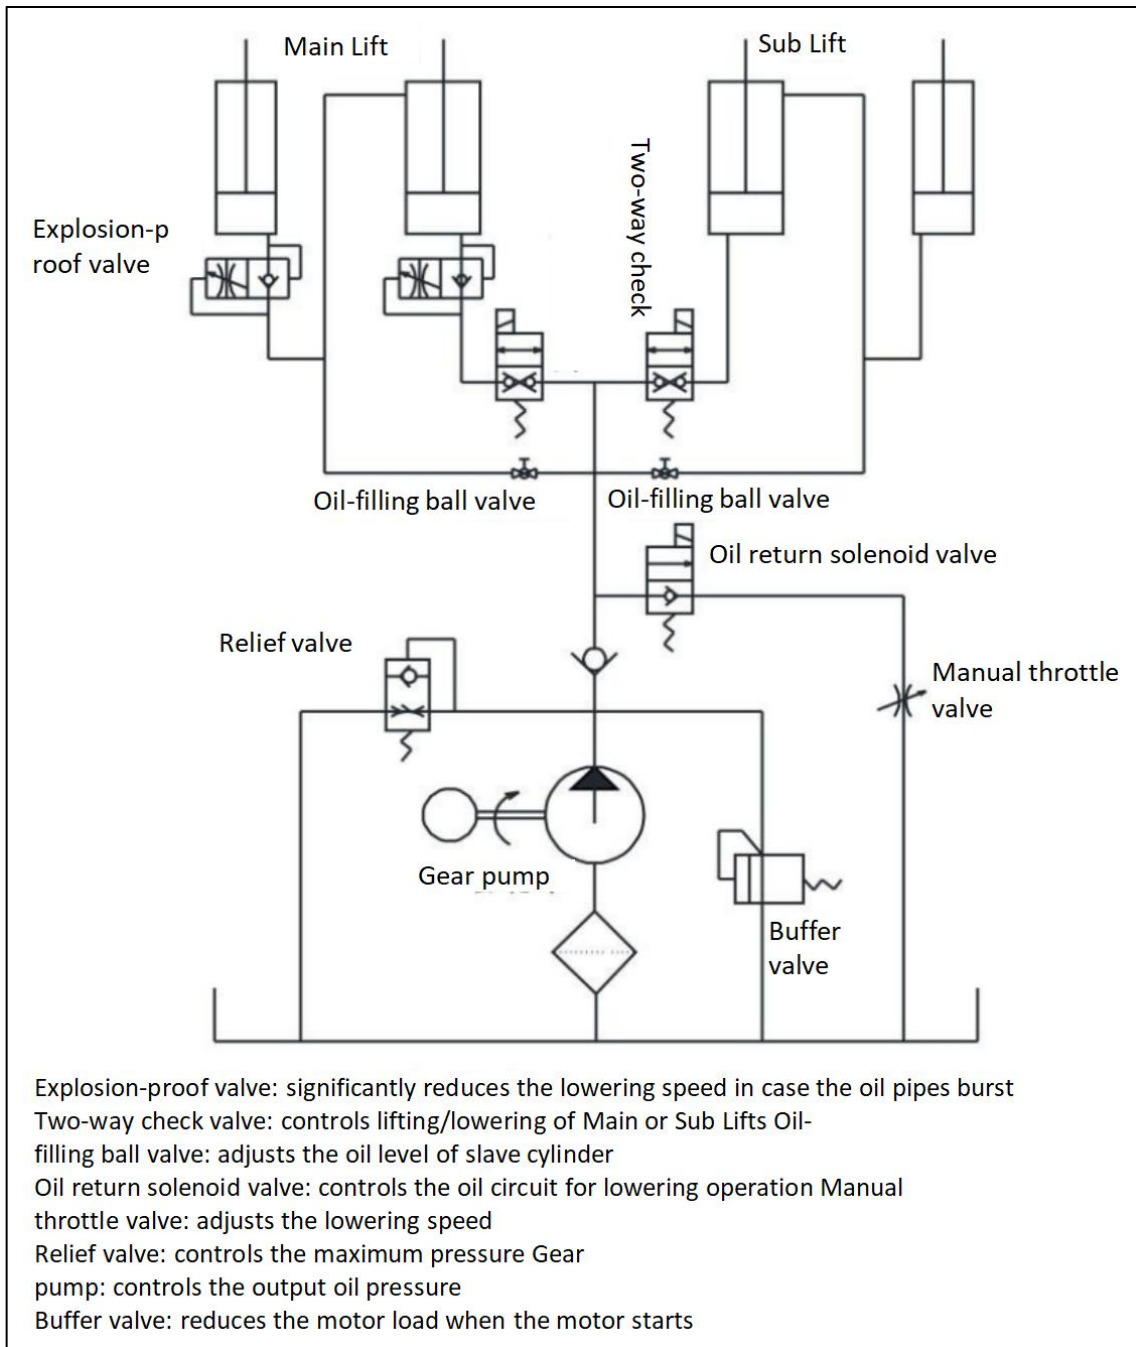 Main Lift
Sub Lift
Two-way check
Explosion-p
roof valve
Oil-filling ball valve
Oil-filling ball valve
Oil return solenoid valve
Relief valve
Manual throttle
valve
Gear pump
Buffer
valve
Explosion-proof valve: significantly reduces the lowering speed in case the oil pipes burst
Two-way check valve: controls lifting/lowering of Main or Sub Lifts Oil-
filling ball valve: adjusts the oil level of slave cylinder
Oil return solenoid valve: controls the oil circuit for lowering operation Manual
throttle valve: adjusts the lowering speed
Relief valve: controls the maximum pressure Gear
pump: controls the output oil pressure
Buffer valve: reduces the motor load when the motor starts